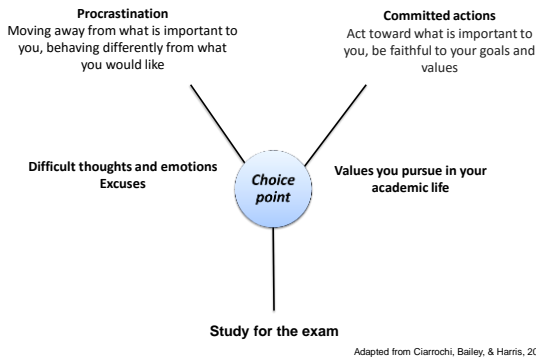 Procrastination
Moving away from what is important to
you, behaving differently from what
you would like
Committed actions
Act toward what is important to
you, be faithful to your goals and
values
Difficult thoughts and emotions
Excuses
Choice
point
Values you pursue in your
academic life
Study for the exam
Adapted from Ciarrochi, Bailey, & Harris,